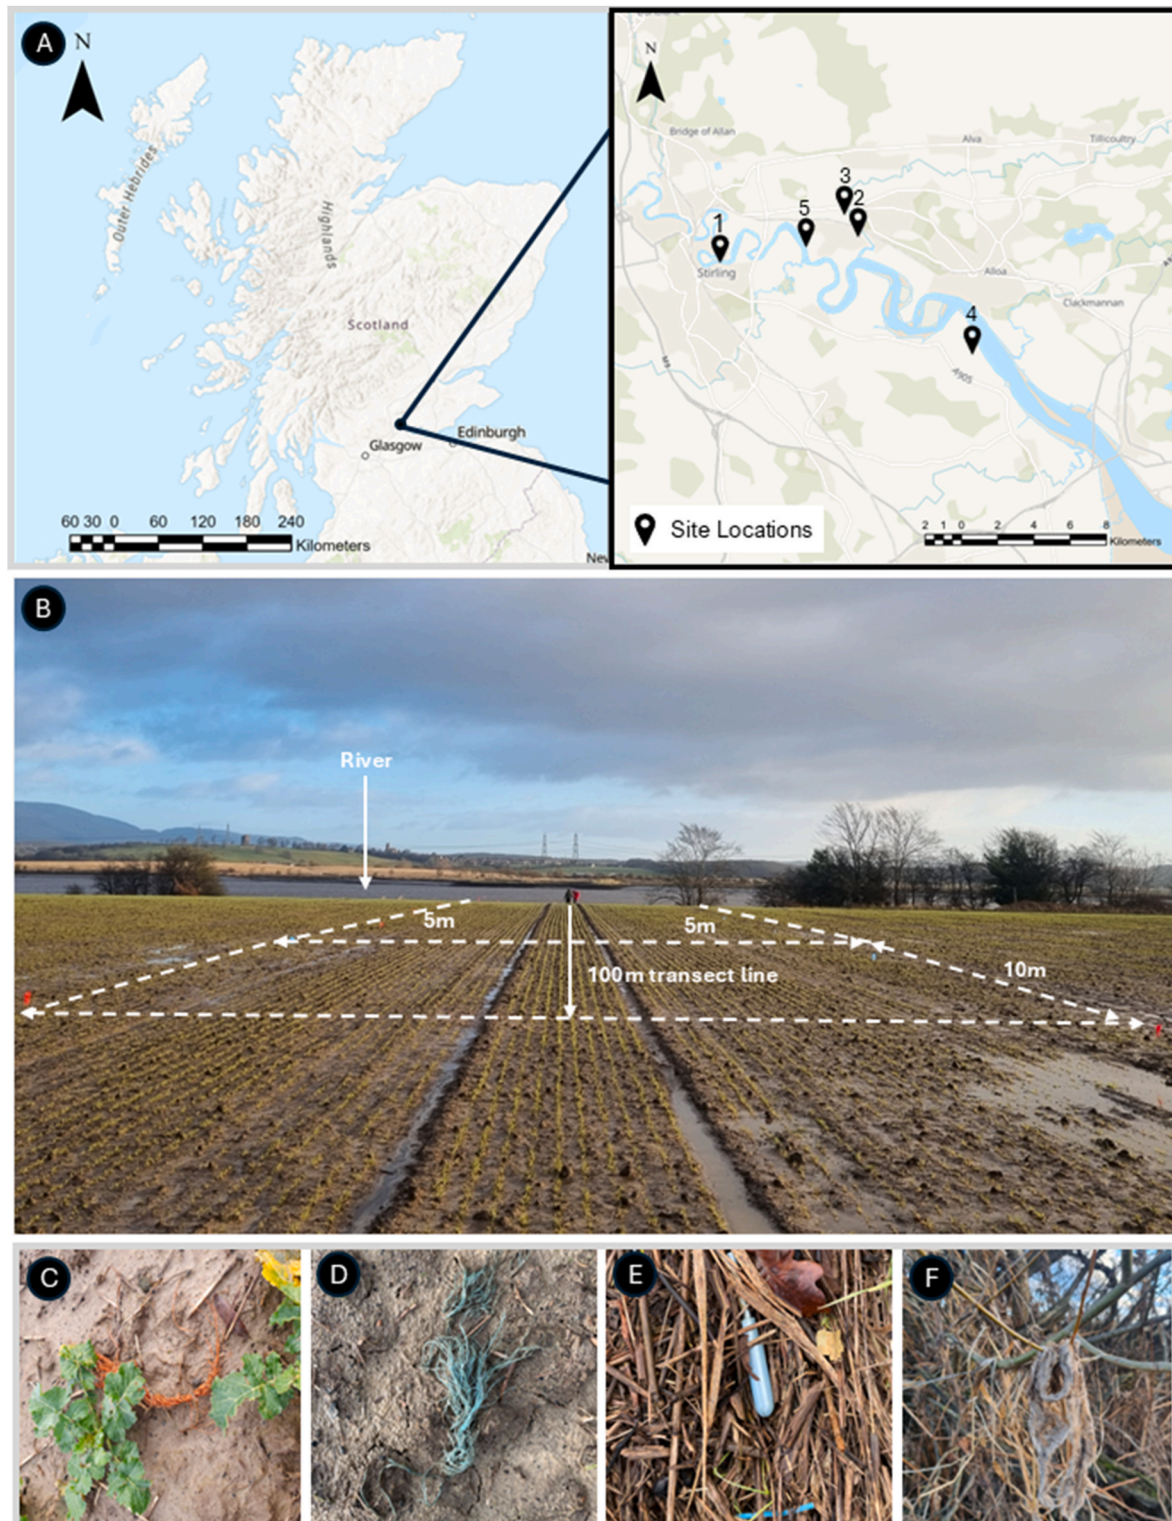 A
N
Outer Hebrides
Highlands
Scotland
Glasgow
Edinburgh
60 30 0 60 120 180 240
Kilometers
N
Bridge of Allan
Alva
Tillicoultry
3
2
5
1
Stirling
Alloa
Clackmannan
4
M9
A905
Site Locations
2 1 0 2 4 6 8
Kilometers
B
River
5m
5m
10m
100m transect line
C
D
E
F